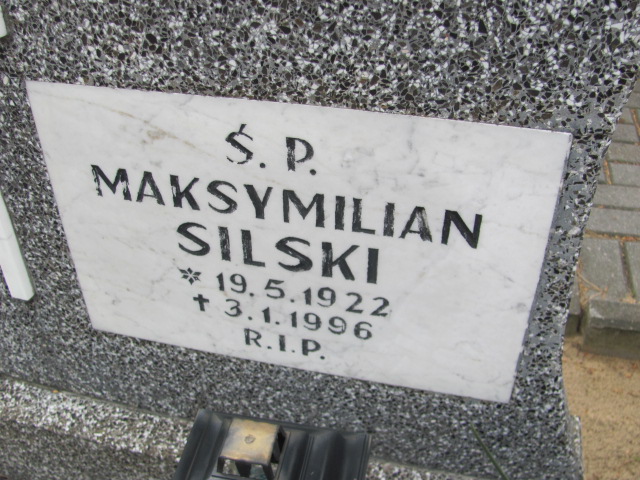 Ś. P.
MAKSYMILIAN
SILSKI
* 19.5.1922
✝ 3.1.1996
R.I.P.